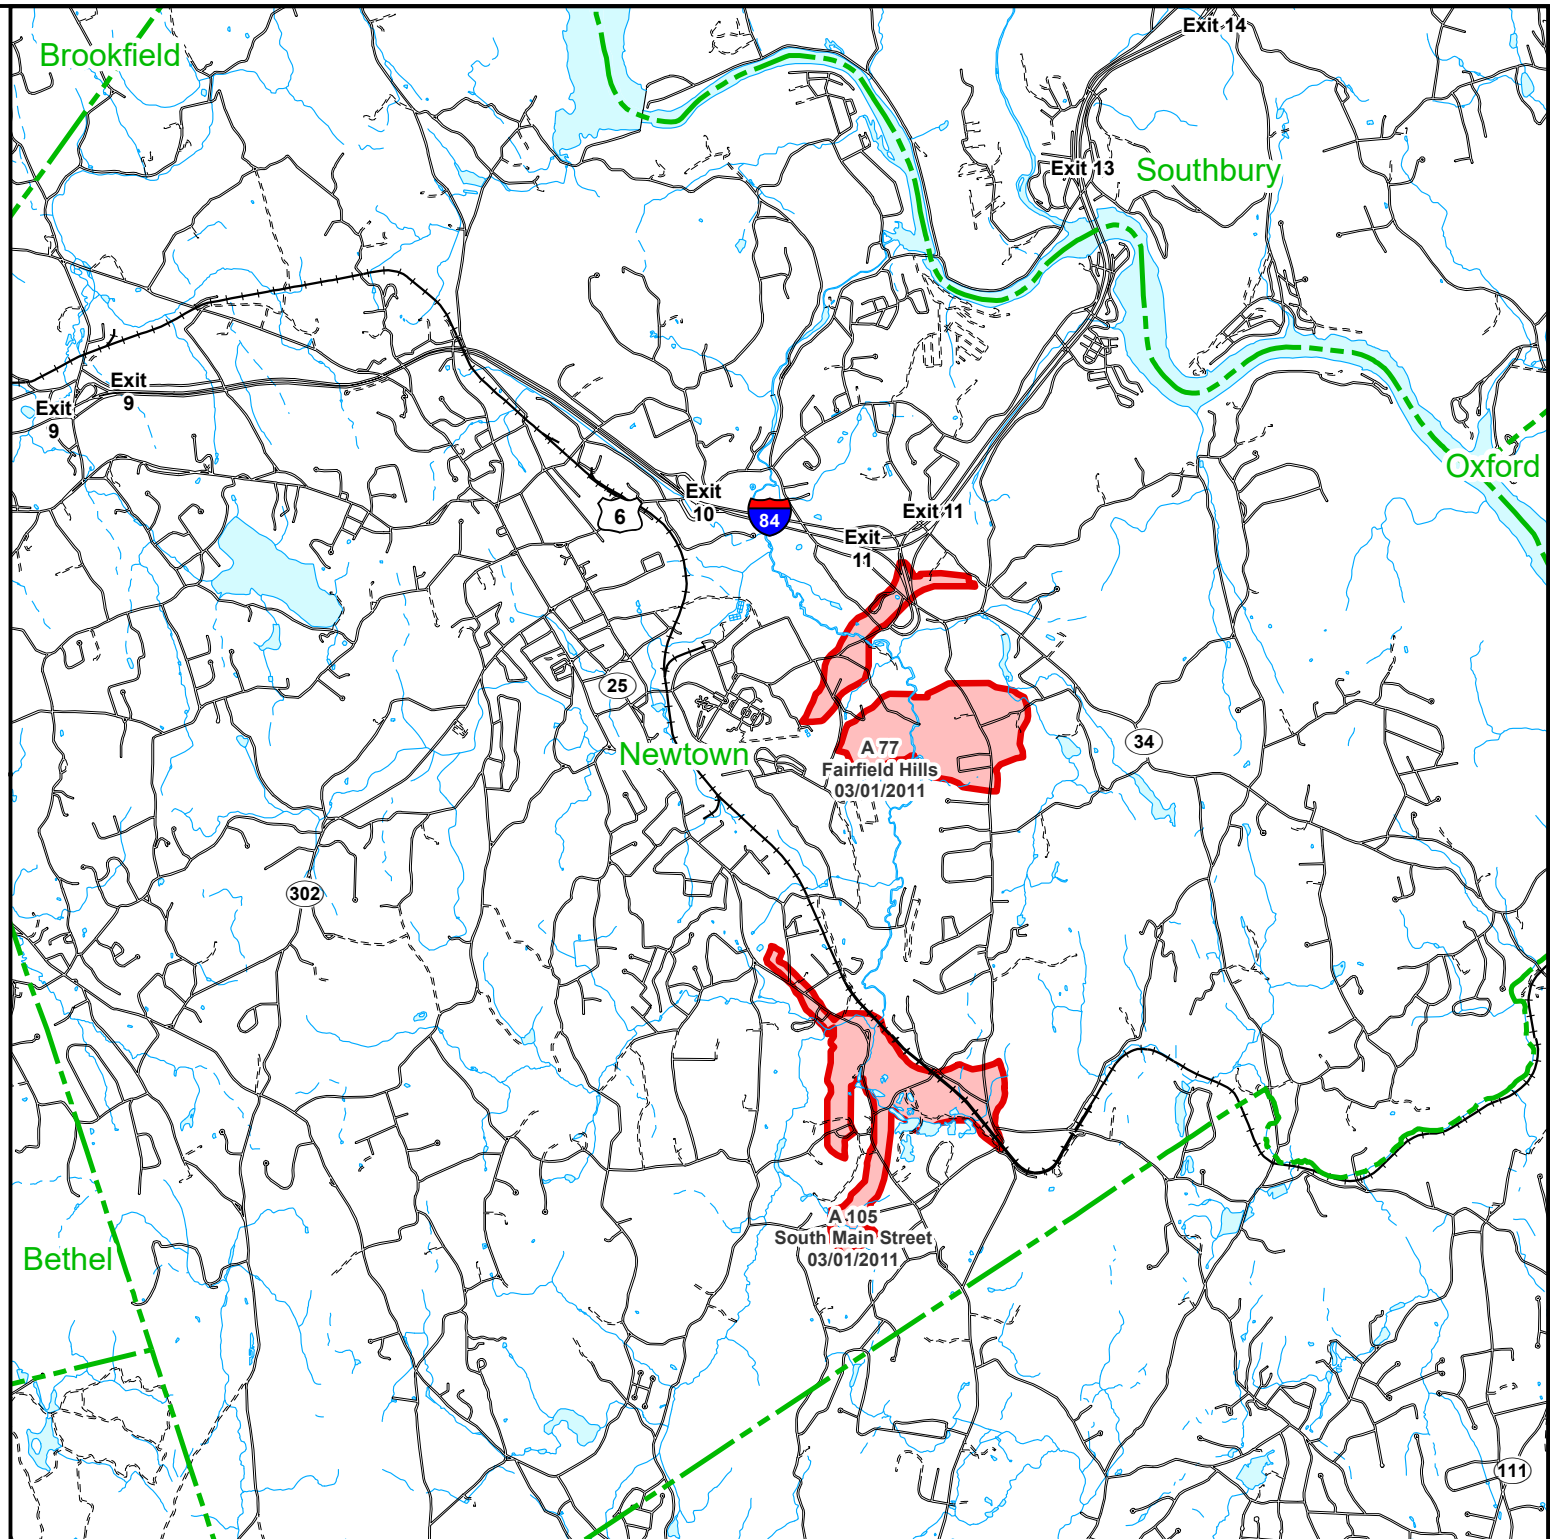 Exit 14
Brookfield
Exit 13
Southbury
Exit
9
Exit
9
Oxford
Exit
10
6
84
Exit 11
Exit
11
25
34
Newtown
A 77
Fairfield Hills
03/01/2011
302
A 105
South Main Street
03/01/2011
Bethel
111